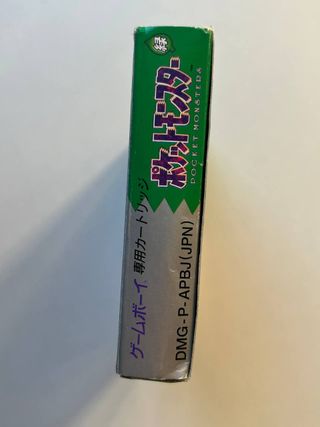 緑
ポケットモンスター
POCKET MONSTERS
ゲームボーイ 専用カートリッジ
DMG-P-APBJ(JPN)